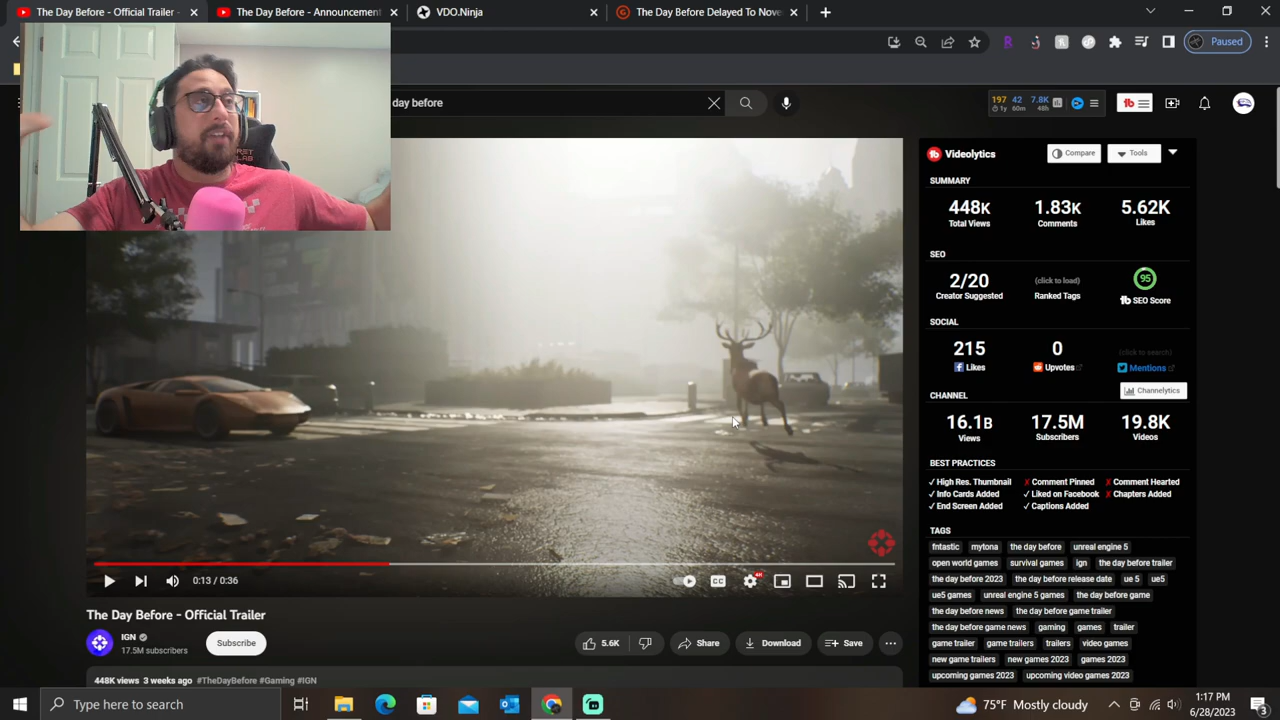 The Day Before - Official Trailer -
The Day Before - Announcement
VDO.Ninja
The Day Before Delayed To Nove
Paused
day before
197 42 7.8K
1y 60m 48h
Videolytics
Compare
Tools
SUMMARY
448K 1.83K 5.62K
Total Views Comments Likes
SEO
2/20 (click to load) 95
Creator Suggested Ranked Tags SEO Score
SOCIAL
215 0 (click to search)
Likes Upvotes Mentions
Channelytics
CHANNEL
16.1B 17.5M 19.8K
Views Subscribers Videos
BEST PRACTICES
✓ High Res. Thumbnail ✗ Comment Pinned ✗ Comment Hearted
✓ Info Cards Added ✓ Liked on Facebook ✗ Chapters Added
✓ End Screen Added ✓ Captions Added
TAGS
fntastic mytona the day before unreal engine 5
open world games survival games ign the day before trailer
the day before 2023 the day before release date ue 5 ue5
ue5 games unreal engine 5 games the day before game
the day before news the day before game trailer
the day before game news gaming games trailer
game trailer game trailers trailers video games
new game trailers new games 2023 games 2023
upcoming games 2023 upcoming video games 2023
0:13 / 0:36
CC
The Day Before - Official Trailer
IGN
17.5M subscribers
Subscribe
5.6K
Share
Download
Save
448K views 3 weeks ago #TheDayBefore #Gaming #IGN
Type here to search
75°F Mostly cloudy
1:17 PM
6/28/2023
3